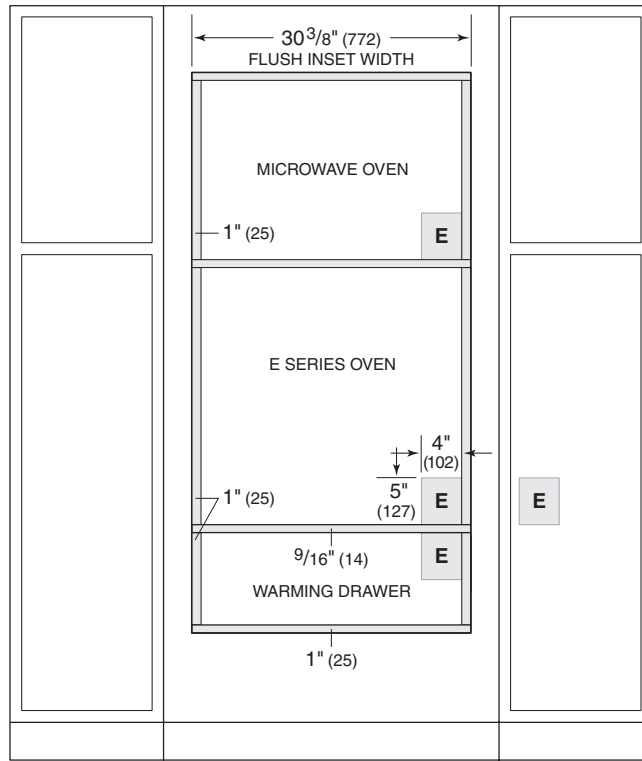 30 3/8" (772)
FLUSH INSET WIDTH
MICROWAVE OVEN
1" (25)
E
E SERIES OVEN
4"
(102)
1" (25)
5"
(127)
E
E
9/16" (14)
E
WARMING DRAWER
1" (25)